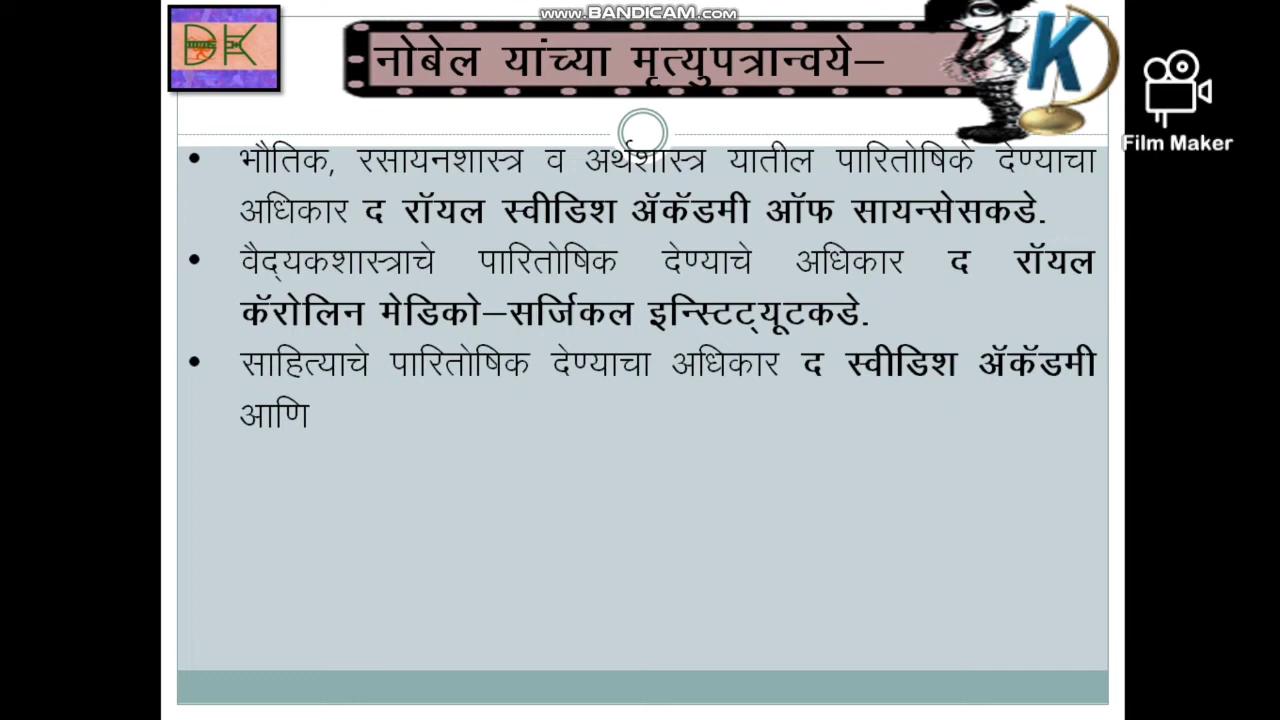 www.BANDICAM.com
नोबेल यांच्या मृत्युपत्रान्वये–
K
DK
Film Maker
• भौतिक, रसायनशास्त्र व अर्थशास्त्र यातील पारितोषिके देण्याचा
अधिकार द रॉयल स्वीडिश ॲकॅडमी ऑफ सायन्सेसकडे.
• वैद्यकशास्त्राचे पारितोषिक देण्याचे अधिकार द रॉयल
कॅरोलिन मेडिको–सर्जिकल इन्स्टिट्यूटकडे.
• साहित्याचे पारितोषिक देण्याचा अधिकार द स्वीडिश ॲकॅडमी
आणि